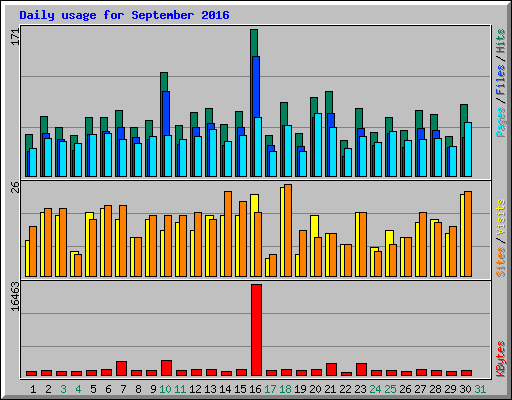 Daily usage for September 2016
171
Pages / Files / Hits
26
Sites / Visits
16463
KBytes
1 2 3 4 5 6 7 8 9 10 11 12 13 14 15 16 17 18 19 20 21 22 23 24 25 26 27 28 29 30 31